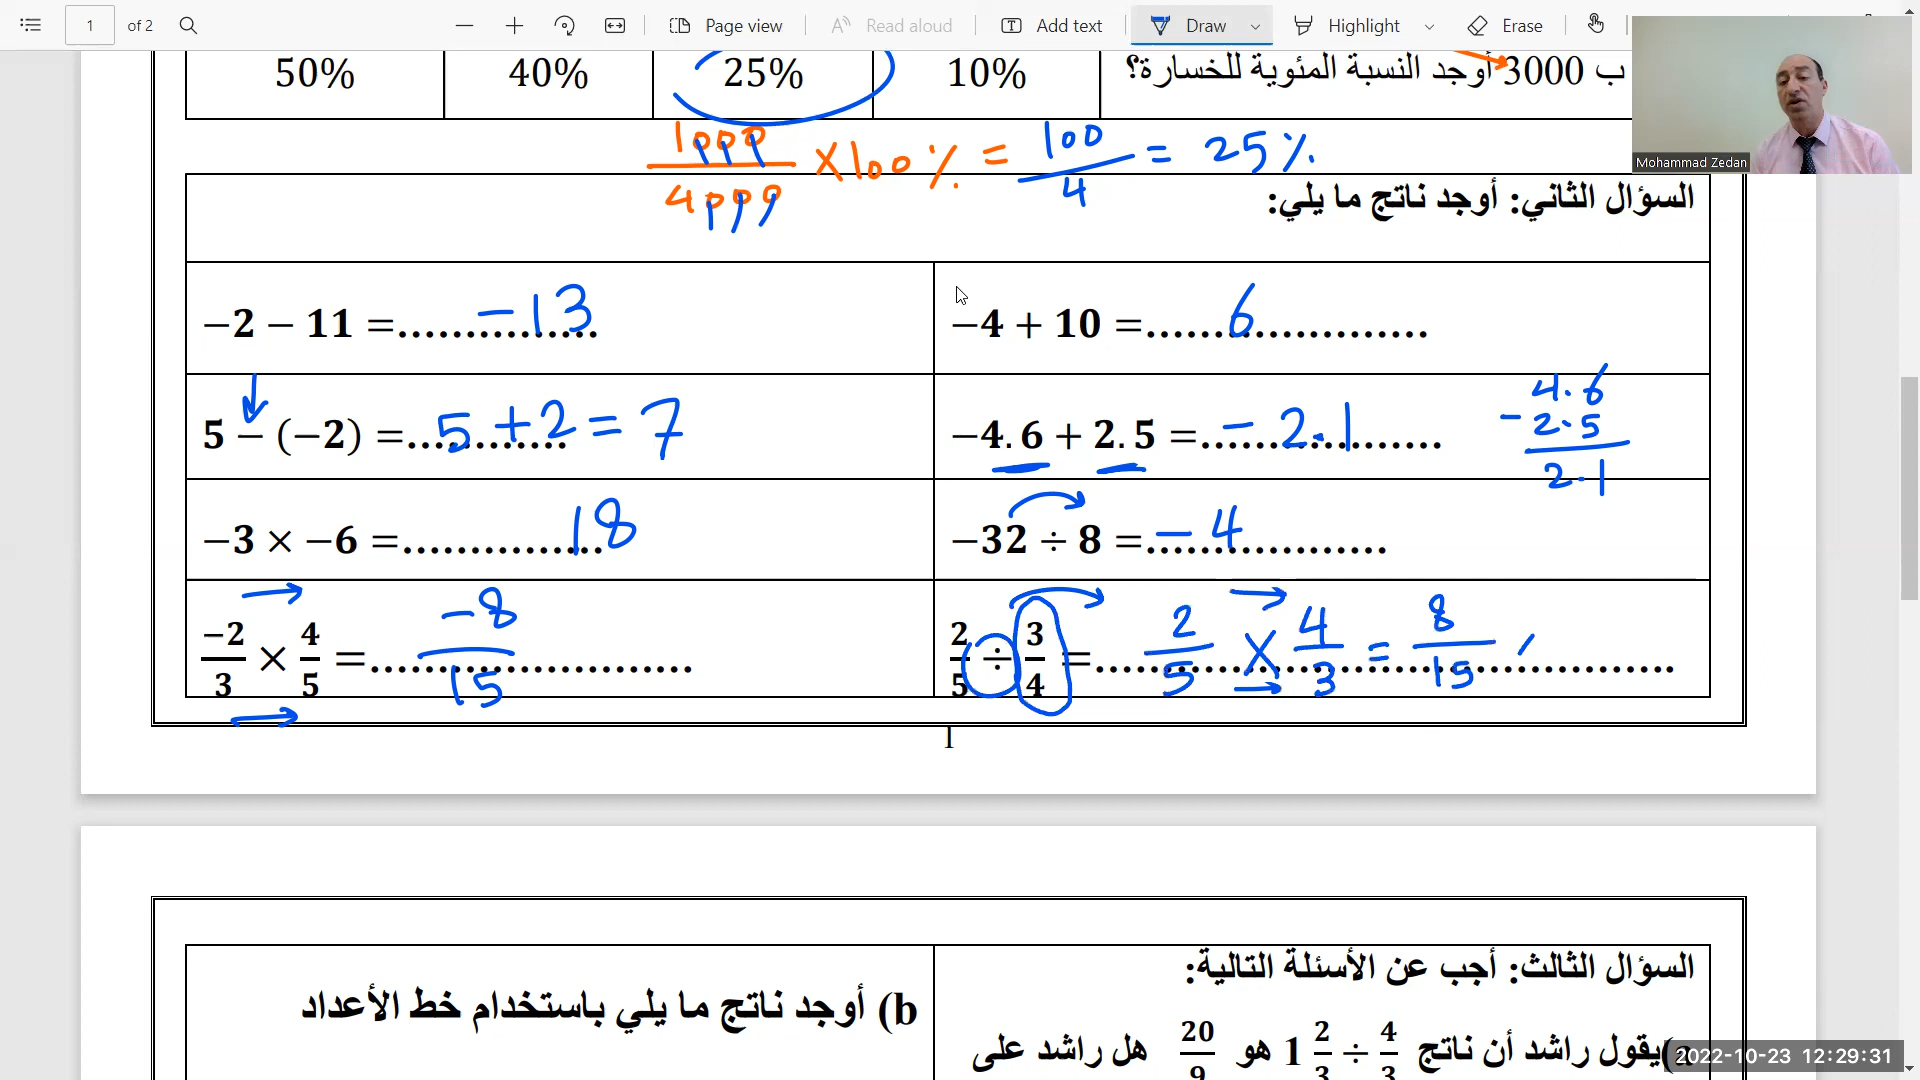 1 of 2 Page view Read aloud Add text Draw Highlight Erase
Mohammad Zedan
50% 40% 25% 10% ب 3000 أوجد النسبة المئوية للخسارة؟
1000/4000 × 100% = 100/4 = 25%
السؤال الثاني: أوجد ناتج ما يلي:
−2 − 11 =............... −13
−4 + 10 =..................... 6
5 − (−2) =............ 5 + 2 = 7
−4.6 + 2.5 =.................. −2.1
4.6
− 2.5
2.1
−3 × −6 =............... 18
−32 ÷ 8 =.................. −4
−2/3 × 4/5 =........................ −8/15
2/5 ÷ 3/4 =........................................... 2/5 × 4/3 = 8/15
1
السؤال الثالث: أجب عن الأسئلة التالية:
a) يقول راشد أن ناتج 4/3 ÷ 1 2/3 هو 20/9 هل راشد على
b) أوجد ناتج ما يلي باستخدام خط الأعداد
2022-10-23 12:29:31